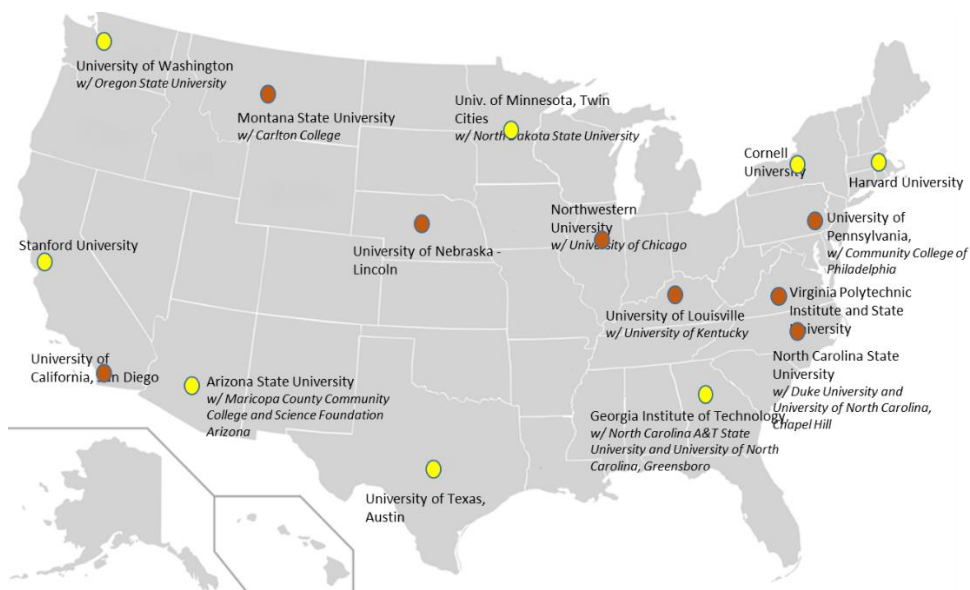 University of Washington
w/ Oregon State University
Montana State University
w/ Carlton College
Univ. of Minnesota, Twin
Cities
w/ North Dakota State University
Cornell
University
Harvard University
Stanford University
University of Nebraska -
Lincoln
Northwestern
University
w/ University of Chicago
University of
Pennsylvania,
w/ Community College of
Philadelphia
University of Louisville
w/ University of Kentucky
Virginia Polytechnic
Institute and State
University
University of
California, San Diego
Arizona State University
w/ Maricopa County Community
College and Science Foundation
Arizona
North Carolina State
University
w/ Duke University and
University of North Carolina,
Chapel Hill
Georgia Institute of Technology,
w/ North Carolina A&T State
University and University of North
Carolina, Greensboro
University of Texas,
Austin